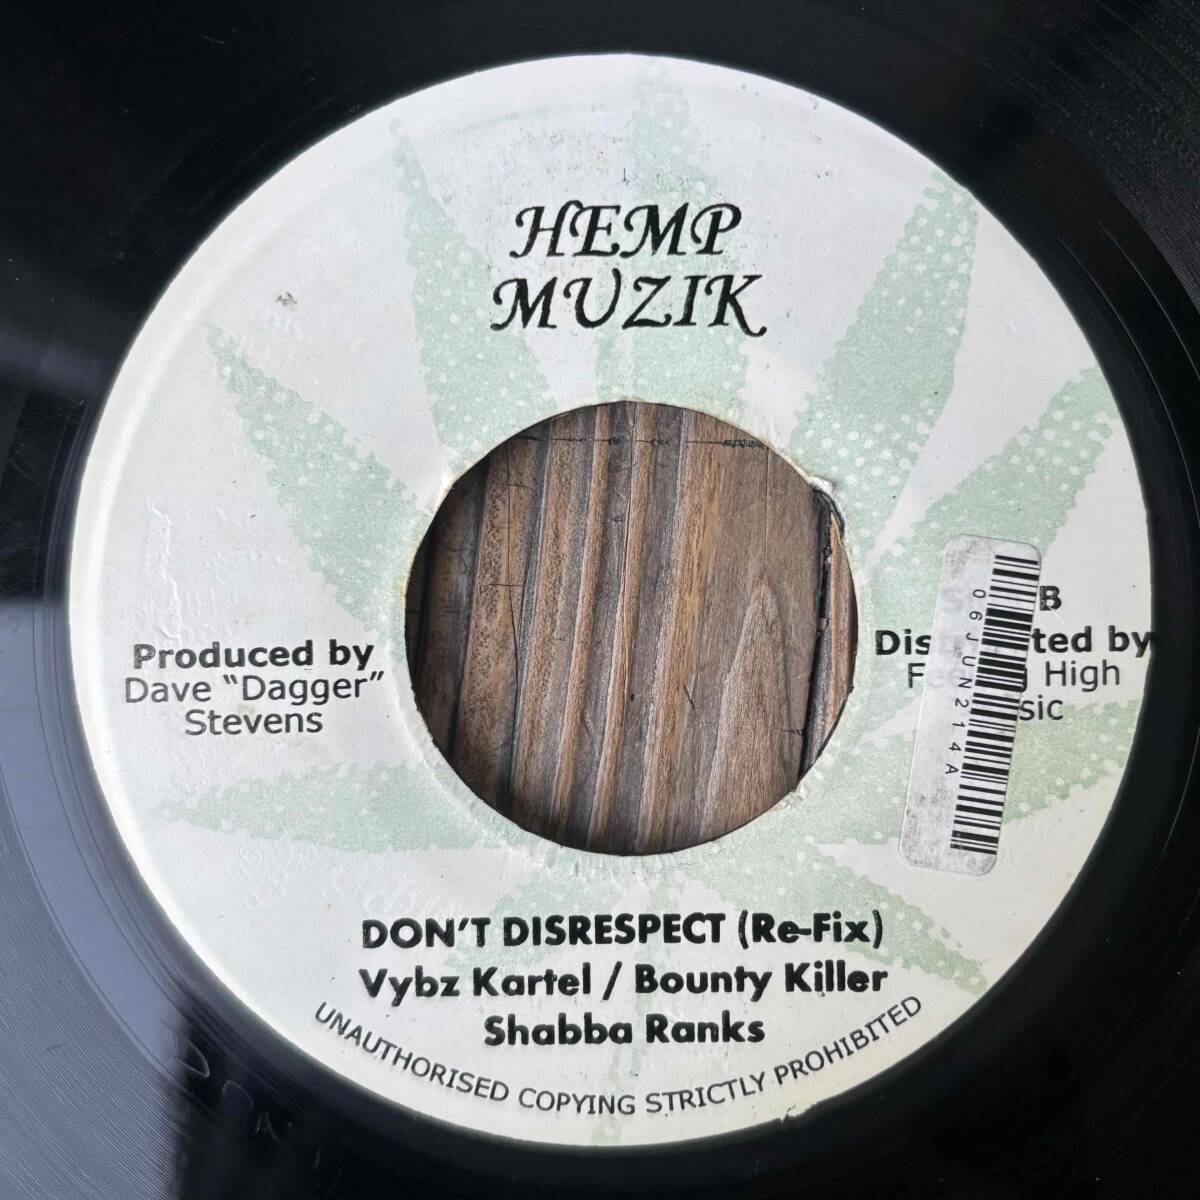 HEMP
MUZIK
Produced by
Dave "Dagger"
Stevens
B
by
High
06JUN214A
DON'T DISRESPECT (Re-Fix)
Vybz Kartel / Bounty Killer
Shabba Ranks
UNAUTHORISED COPYING STRICTLY PROHIBITED